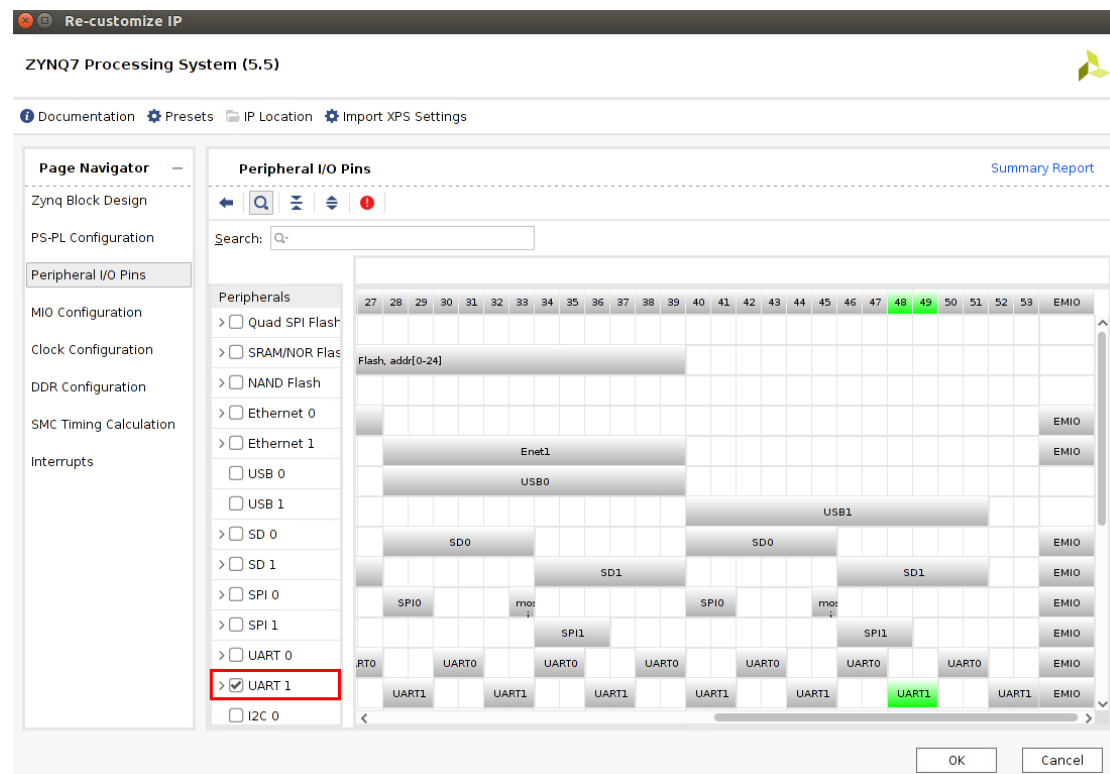 Re-customize IP
ZYNQ7 Processing System (5.5)
Documentation Presets IP Location Import XPS Settings
Page Navigator
Zynq Block Design
PS-PL Configuration
Peripheral I/O Pins
MIO Configuration
Clock Configuration
DDR Configuration
SMC Timing Calculation
Interrupts
Peripheral I/O Pins Summary Report
Search:
Peripherals 27 28 29 30 31 32 33 34 35 36 37 38 39 40 41 42 43 44 45 46 47 48 49 50 51 52 53 EMIO
Quad SPI Flash
SRAM/NOR Flas Flash, addr[0-24]
NAND Flash
Ethernet 0 EMIO
Ethernet 1 Enet1 EMIO
USB 0 USB0
USB 1 USB1
SD 0 SD0 SD0 EMIO
SD 1 SD1 SD1 EMIO
SPI 0 SPI0 mos SPI0 mos EMIO
SPI 1 SPI1 SPI1 EMIO
UART 0 RT0 UART0 UART0 UART0 UART0 UART0 UART0 EMIO
UART 1 UART1 UART1 UART1 UART1 UART1 UART1 UART1 EMIO
I2C 0
OK Cancel